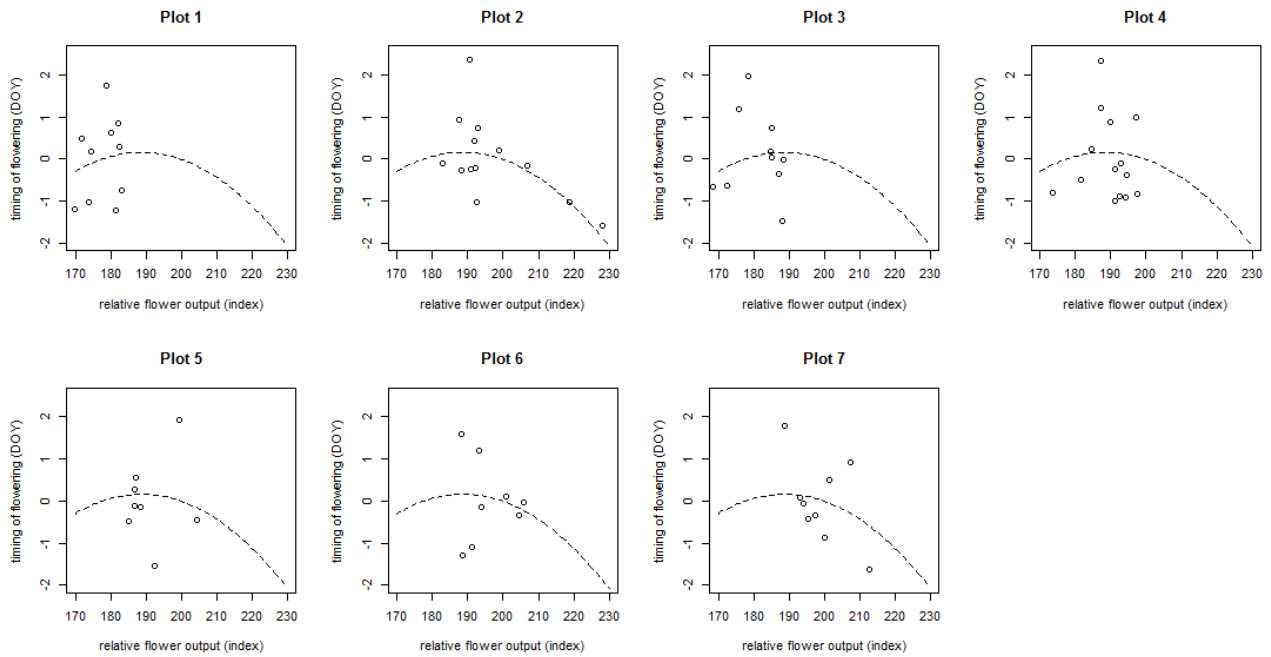 Plot 1
Plot 2
Plot 3
Plot 4
timing of flowering (DOY)
2
1
0
-1
-2
170 180 190 200 210 220 230
relative flower output (index)
timing of flowering (DOY)
2
1
0
-1
-2
170 180 190 200 210 220 230
relative flower output (index)
timing of flowering (DOY)
2
1
0
-1
-2
170 180 190 200 210 220 230
relative flower output (index)
timing of flowering (DOY)
2
1
0
-1
-2
170 180 190 200 210 220 230
relative flower output (index)
Plot 5
Plot 6
Plot 7
timing of flowering (DOY)
2
1
0
-1
-2
170 180 190 200 210 220 230
relative flower output (index)
timing of flowering (DOY)
2
1
0
-1
-2
170 180 190 200 210 220 230
relative flower output (index)
timing of flowering (DOY)
2
1
0
-1
-2
170 180 190 200 210 220 230
relative flower output (index)